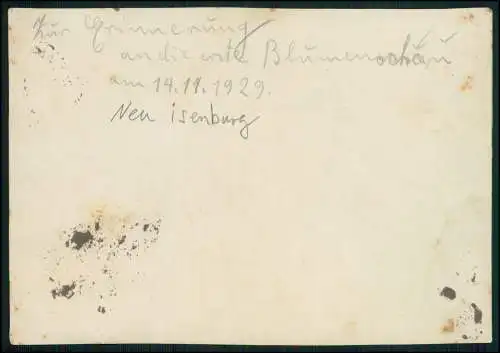 Zur Erinnerung
an die erste Blumenschau
am 14.11.1929.
Neu isenburg